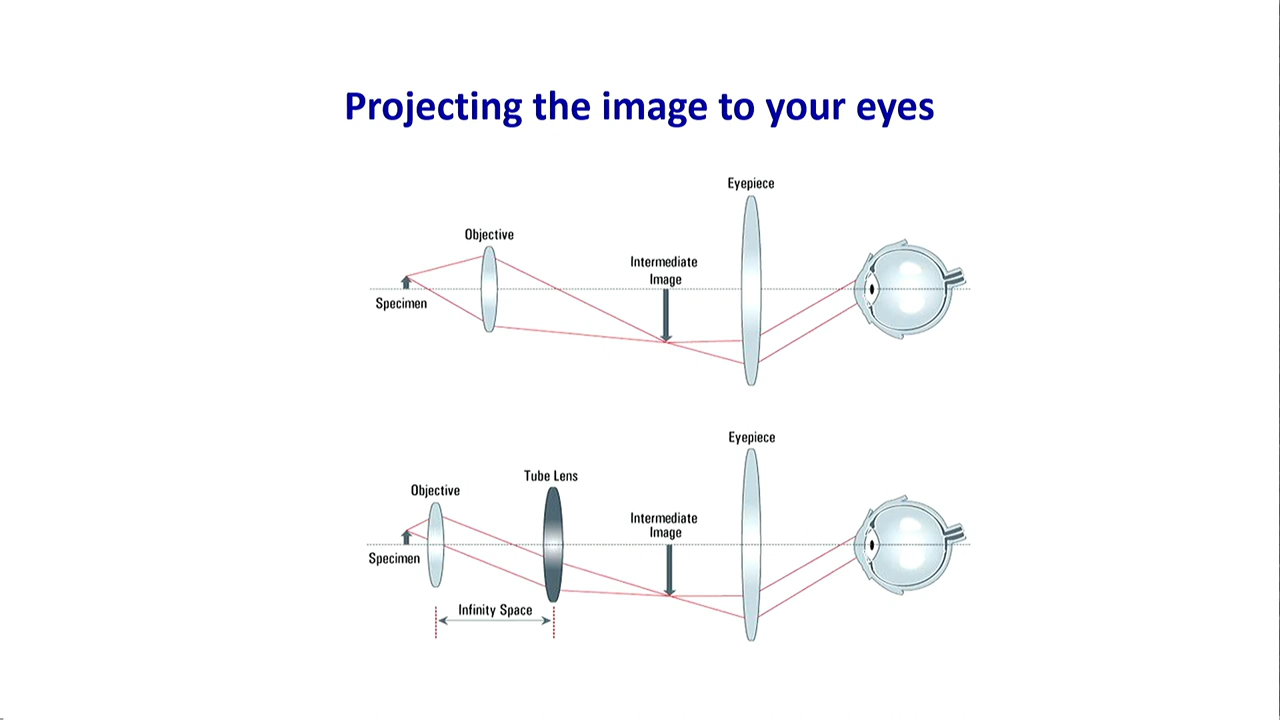 Projecting the image to your eyes
Eyepiece
Objective
Intermediate
Image
Specimen
Eyepiece
Tube Lens
Objective
Intermediate
Image
Specimen
Infinity Space